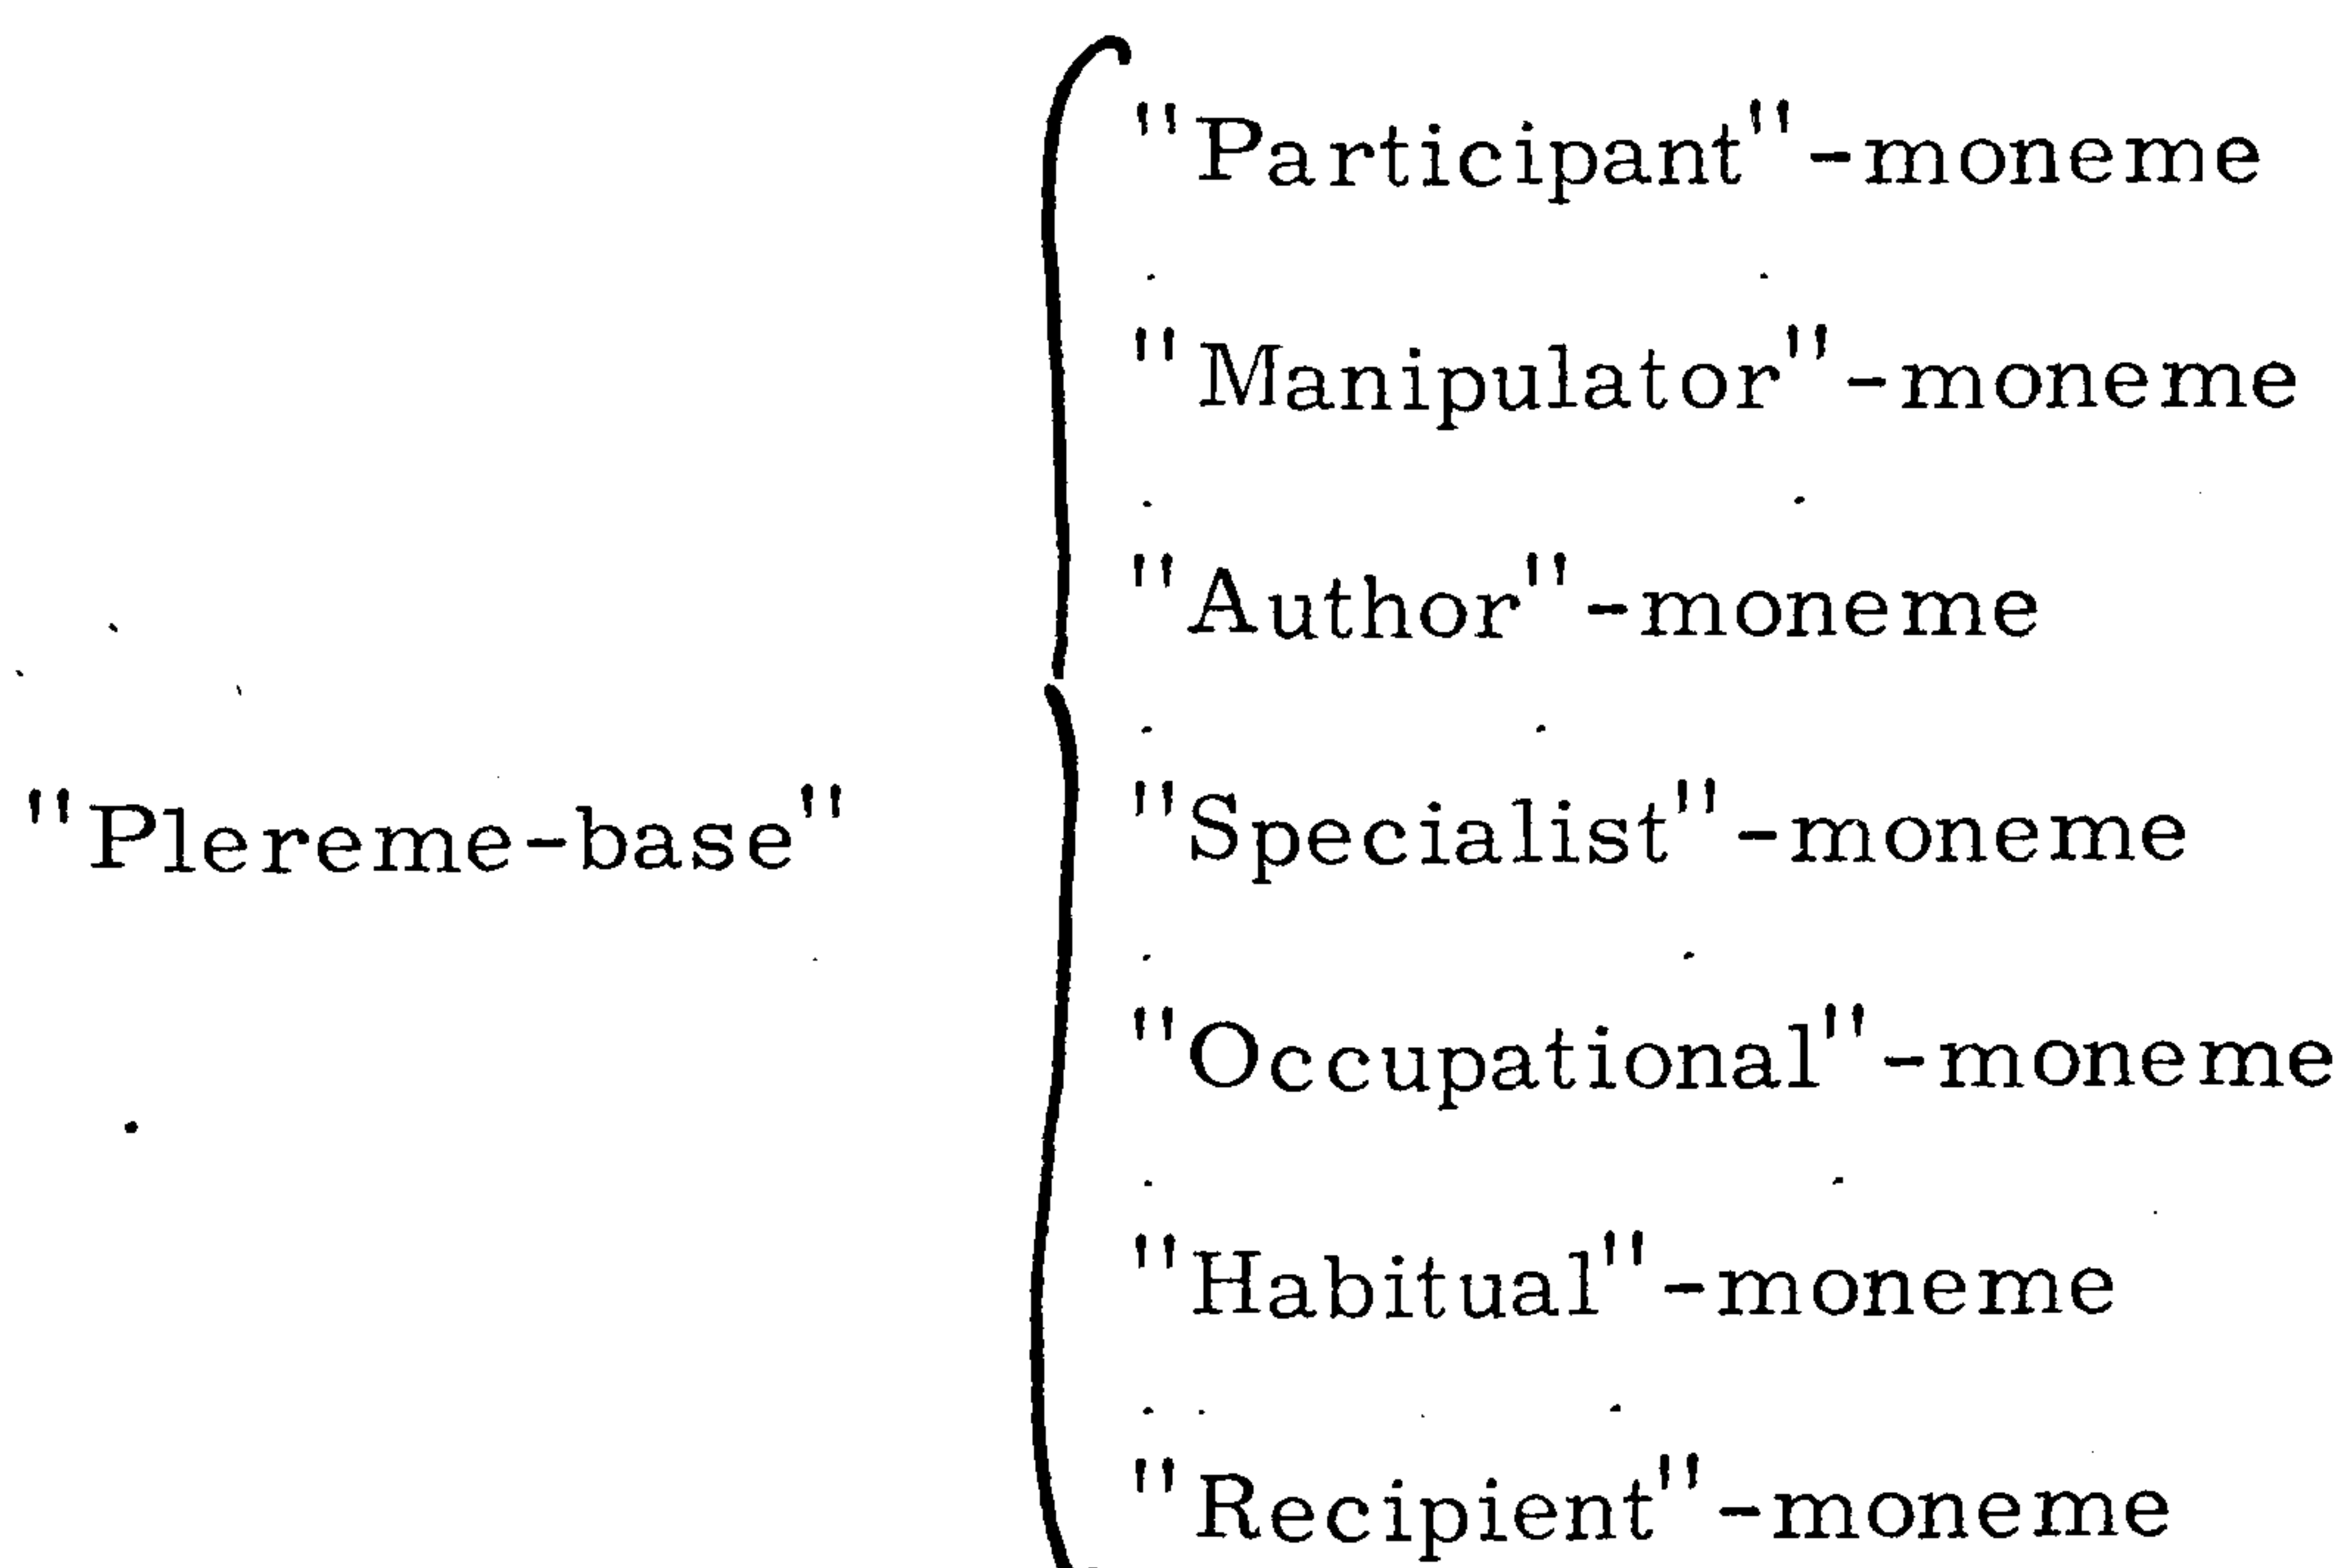 "Participant"-moneme
"Manipulator"-moneme
"Author"-moneme
"Plereme-base" "Specialist"-moneme
"Occupational"-moneme
"Habitual"-moneme
"Recipient"-moneme